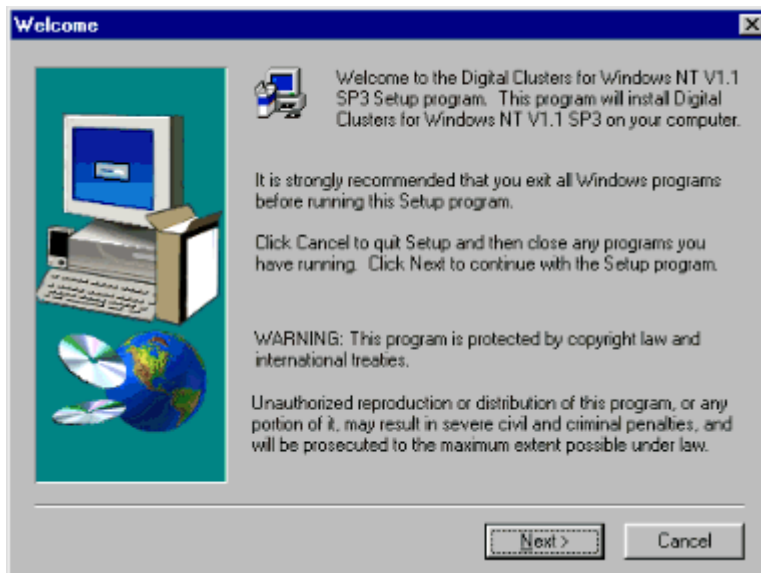 Welcome
Welcome to the Digital Clusters for Windows NT V1.1
SP3 Setup program. This program will install Digital
Clusters for Windows NT V1.1 SP3 on your computer.
It is strongly recommended that you exit all Windows programs
before running this Setup program.
Click Cancel to quit Setup and then close any programs you
have running. Click Next to continue with the Setup program.
WARNING: This program is protected by copyright law and
international treaties.
Unauthorized reproduction or distribution of this program, or any
portion of it, may result in severe civil and criminal penalties, and
will be prosecuted to the maximum extent possible under law.
Next >
Cancel